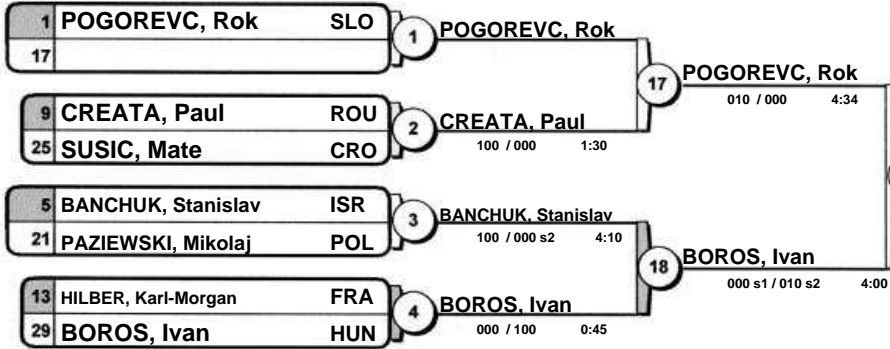 1 POGOREVC, Rok SLO
17
1
POGOREVC, Rok
9 CREATA, Paul ROU
25 SUSIC, Mate CRO
2
CREATA, Paul
100 / 000 1:30
17
POGOREVC, Rok
010 / 000 4:34
5 BANCHUK, Stanislav ISR
21 PAZIEWSKI, Mikolaj POL
3
BANCHUK, Stanislav
100 / 000 s2 4:10
13 HILBER, Karl-Morgan FRA
29 BOROS, Ivan HUN
4
BOROS, Ivan
000 / 100 0:45
18
BOROS, Ivan
000 s1 / 010 s2 4:00